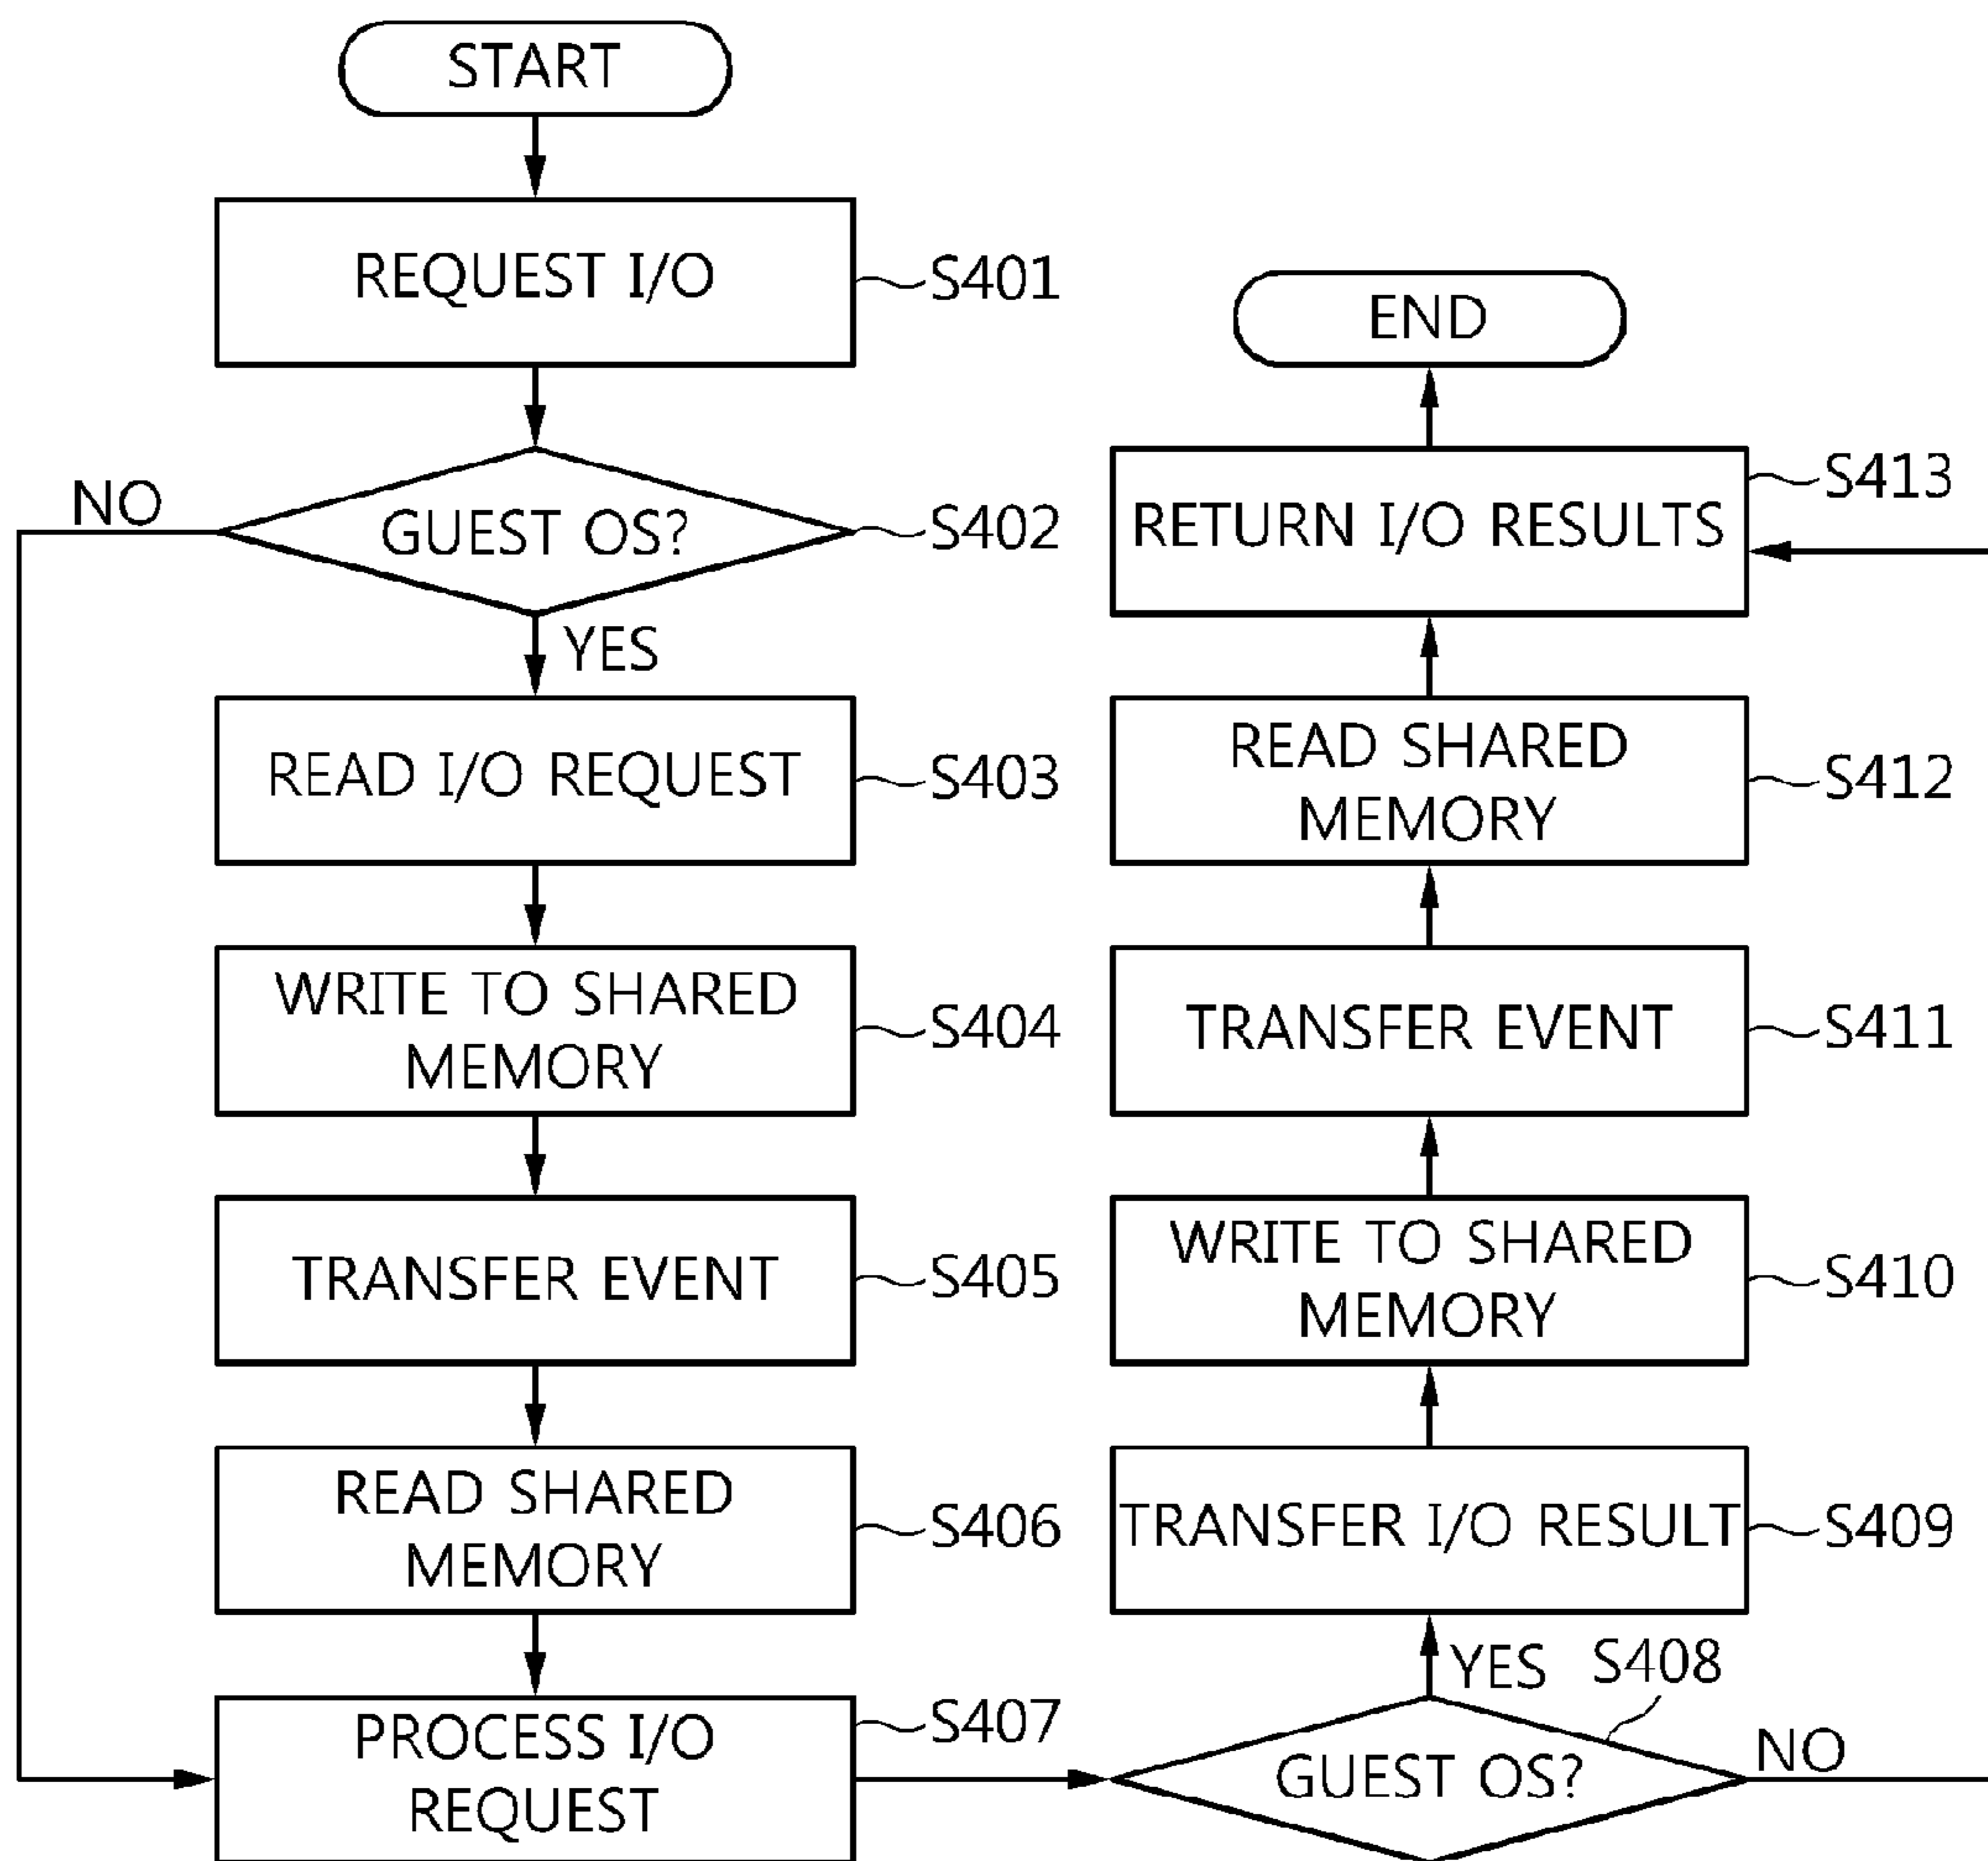 START
REQUEST I/O
S401
GUEST OS?
S402
NO
YES
READ I/O REQUEST
S403
WRITE TO SHARED
MEMORY
S404
TRANSFER EVENT
S405
READ SHARED
MEMORY
S406
PROCESS I/O
REQUEST
S407
GUEST OS?
S408
YES
NO
TRANSFER I/O RESULT
S409
WRITE TO SHARED
MEMORY
S410
TRANSFER EVENT
S411
READ SHARED
MEMORY
S412
RETURN I/O RESULTS
S413
END